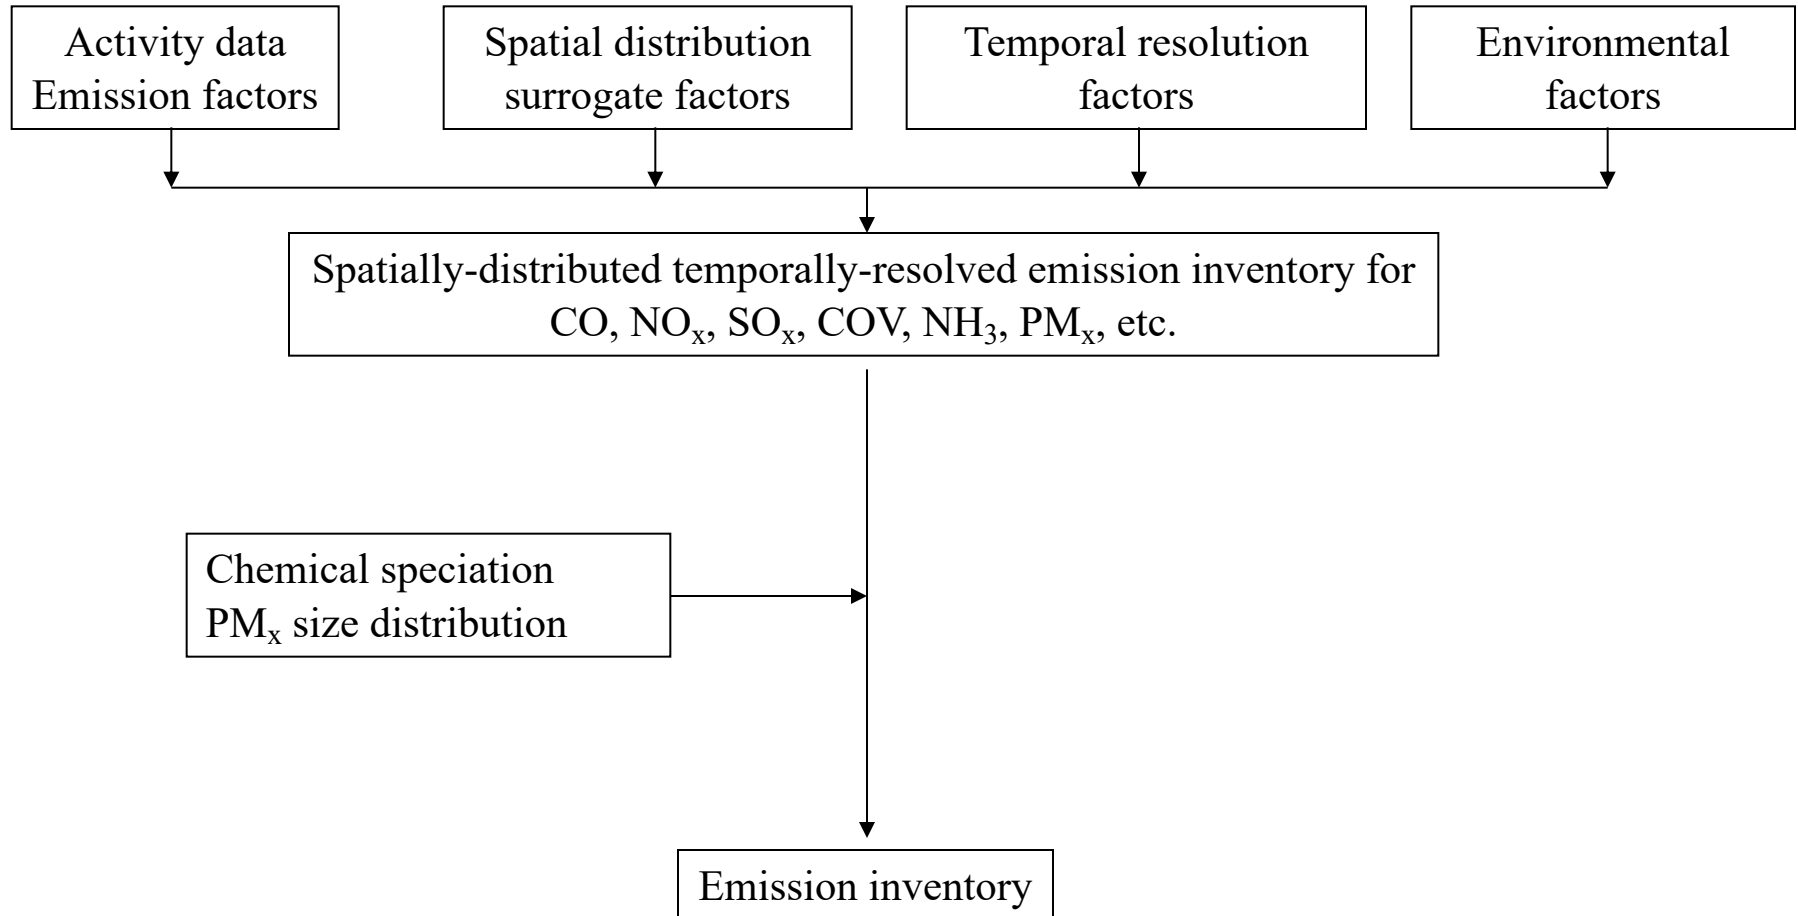 Activity data
Emission factors
Spatial distribution
surrogate factors
Temporal resolution
factors
Environmental
factors
Spatially-distributed temporally-resolved emission inventory for
CO, NOₓ, SOₓ, COV, NH₃, PMₓ, etc.
Chemical speciation
PMₓ size distribution
Emission inventory